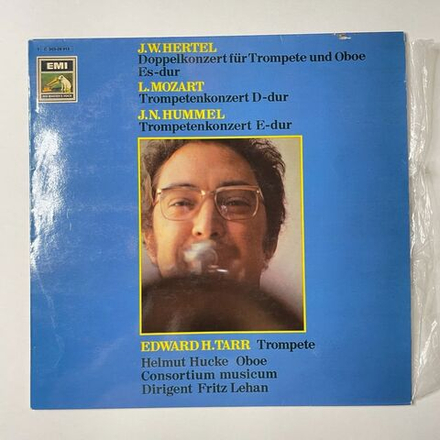 J.W.HERTEL
Doppelkonzert für Trompete und Oboe
Es-dur
EMI
L.MOZART
Trompetenkonzert D-dur
J.N.HUMMEL
Trompetenkonzert E-dur
EDWARD H.TARR Trompete
Helmut Hucke Oboe
Consortium musicum
Dirigent Fritz Lehan